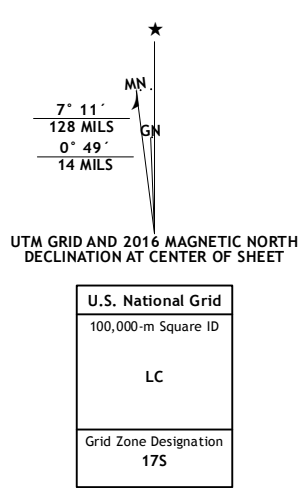 MN
7° 11´
128 MILS
GN
0° 49´
14 MILS
UTM GRID AND 2016 MAGNETIC NORTH
DECLINATION AT CENTER OF SHEET
U.S. National Grid
100,000-m Square ID
LC
Grid Zone Designation
17S